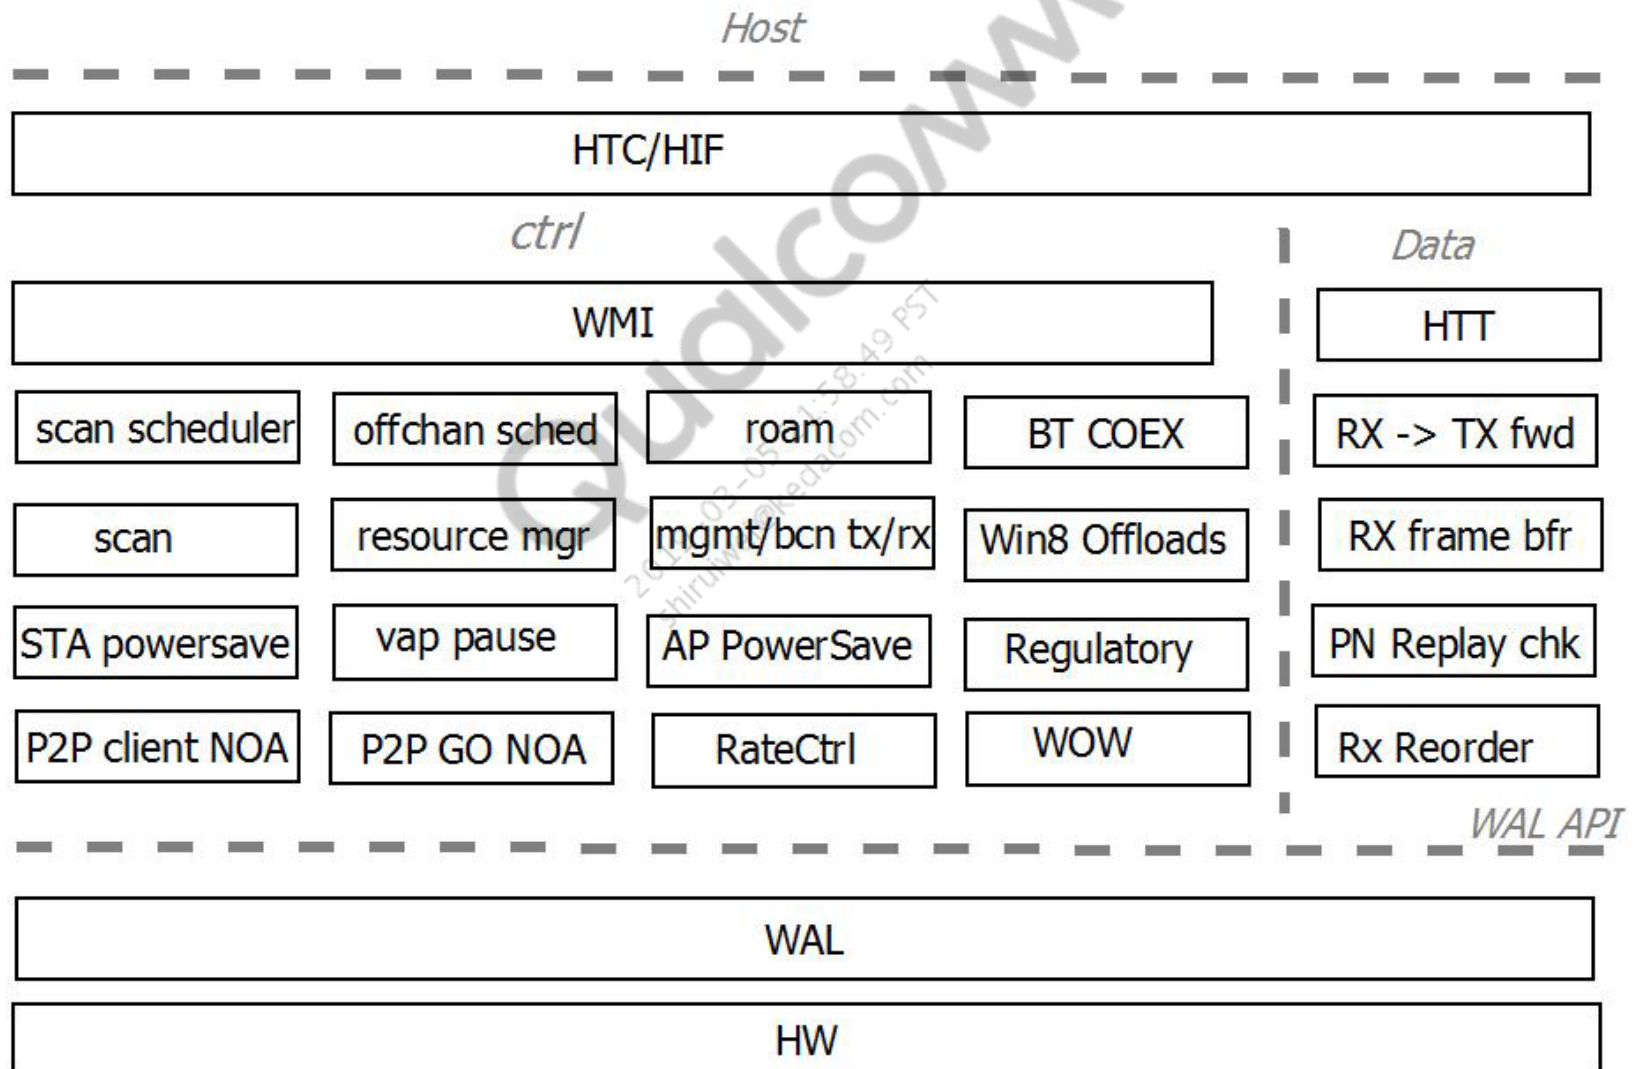 Host
HTC/HIF
ctrl
Data
WMI
HTT
scan scheduler
offchan sched
roam
BT COEX
RX -> TX fwd
scan
resource mgr
mgmt/bcn tx/rx
Win8 Offloads
RX frame bfr
STA powersave
vap pause
AP PowerSave
Regulatory
PN Replay chk
P2P client NOA
P2P GO NOA
RateCtrl
WOW
Rx Reorder
WAL API
WAL
HW